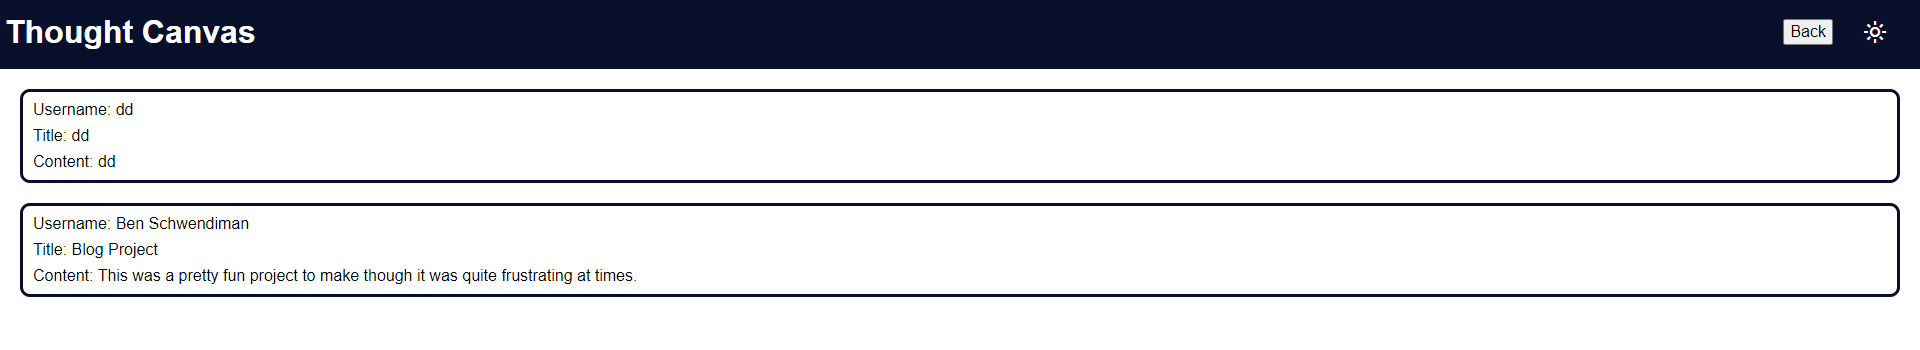 Thought Canvas
Back
Username: dd
Title: dd
Content: dd
Username: Ben Schwendiman
Title: Blog Project
Content: This was a pretty fun project to make though it was quite frustrating at times.